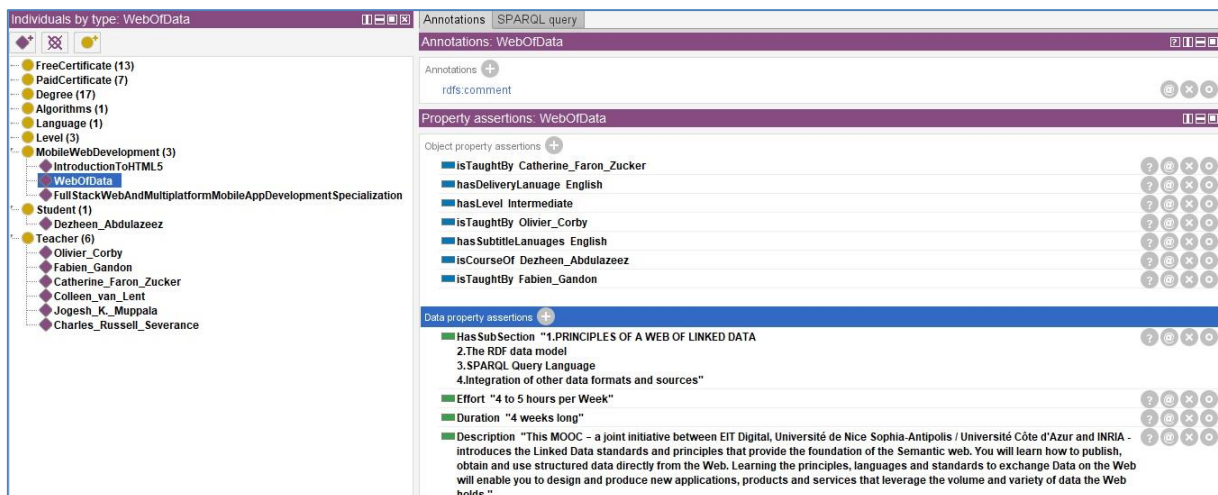 Individuals by type: WebOfData
FreeCertificate (13)
PaidCertificate (7)
Degree (17)
Algorithms (1)
Language (1)
Level (3)
MobileWebDevelopment (3)
IntroductionToHTML5
WebOfData
FullStackWebAndMultiplatformMobileAppDevelopmentSpecialization
Student (1)
Dezheen_Abdulazeez
Teacher (6)
Olivier_Corby
Fabien_Gandon
Catherine_Faron_Zucker
Colleen_van_Lent
Jogesh_K._Muppala
Charles_Russell_Severance
Annotations SPARQL query
Annotations: WebOfData
Annotations
rdfs:comment
Property assertions: WebOfData
Object property assertions
isTaughtBy Catherine_Faron_Zucker
hasDeliveryLanuage English
hasLevel Intermediate
isTaughtBy Olivier_Corby
hasSubtitleLanuages English
isCourseOf Dezheen_Abdulazeez
isTaughtBy Fabien_Gandon
Data property assertions
HasSubSection "1.PRINCIPLES OF A WEB OF LINKED DATA
2.The RDF data model
3.SPARQL Query Language
4.Integration of other data formats and sources"
Effort "4 to 5 hours per Week"
Duration "4 weeks long"
Description "This MOOC – a joint initiative between EIT Digital, Université de Nice Sophia-Antipolis / Université Côte d'Azur and INRIA -
introduces the Linked Data standards and principles that provide the foundation of the Semantic web. You will learn how to publish,
obtain and use structured data directly from the Web. Learning the principles, languages and standards to exchange Data on the Web
will enable you to design and produce new applications, products and services that leverage the volume and variety of data the Web
holds."